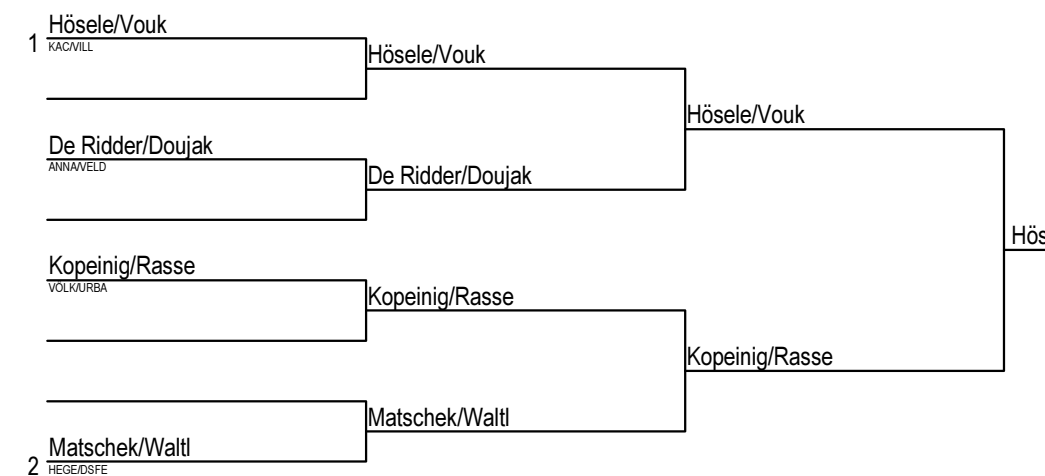 Hösele/Vouk
1 KAC/VILL
Hösele/Vouk
Hösele/Vouk
De Ridder/Doujak
ANNA/VELD
De Ridder/Doujak
Hös
Kopeinig/Rasse
VÖLK/URBA
Kopeinig/Rasse
Kopeinig/Rasse
Matschek/Waltl
Matschek/Waltl
2 HEGE/DSFE